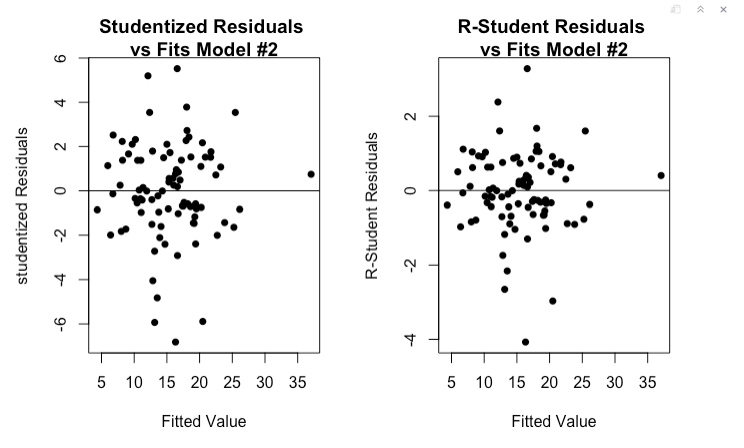 Studentized Residuals
vs Fits Model #2
6
4
2
0
-2
-4
-6
studentized Residuals
5 10 15 20 25 30 35
Fitted Value
R-Student Residuals
vs Fits Model #2
2
0
-2
-4
R-Student Residuals
5 10 15 20 25 30 35
Fitted Value